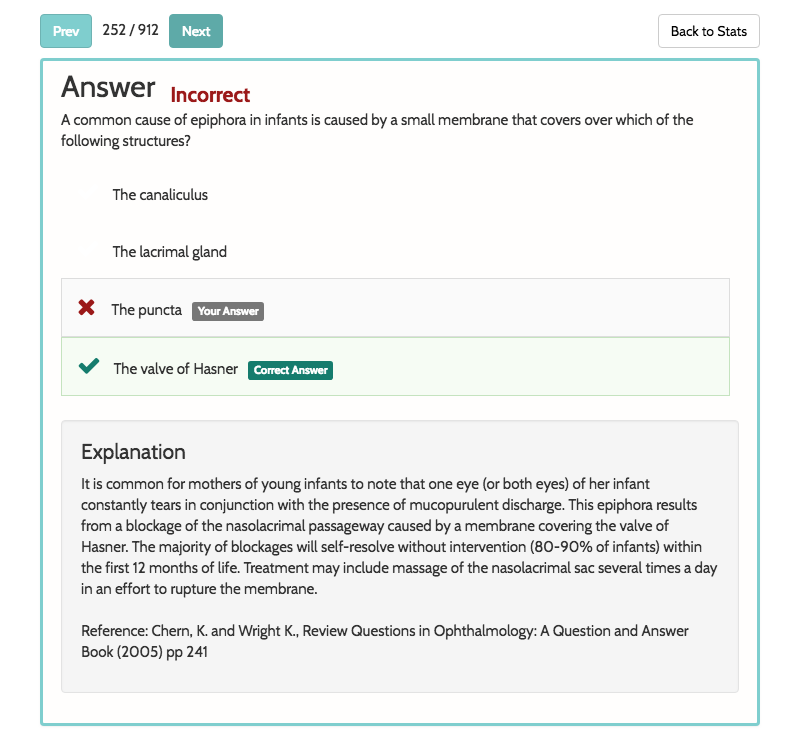 Prev 252 / 912 Next Back to Stats
Answer Incorrect
A common cause of epiphora in infants is caused by a small membrane that covers over which of the
following structures?
The canaliculus
The lacrimal gland
The puncta Your Answer
The valve of Hasner Correct Answer
Explanation
It is common for mothers of young infants to note that one eye (or both eyes) of her infant
constantly tears in conjunction with the presence of mucopurulent discharge. This epiphora results
from a blockage of the nasolacrimal passageway caused by a membrane covering the valve of
Hasner. The majority of blockages will self-resolve without intervention (80-90% of infants) within
the first 12 months of life. Treatment may include massage of the nasolacrimal sac several times a day
in an effort to rupture the membrane.
Reference: Chern, K. and Wright K., Review Questions in Ophthalmology: A Question and Answer
Book (2005) pp 241